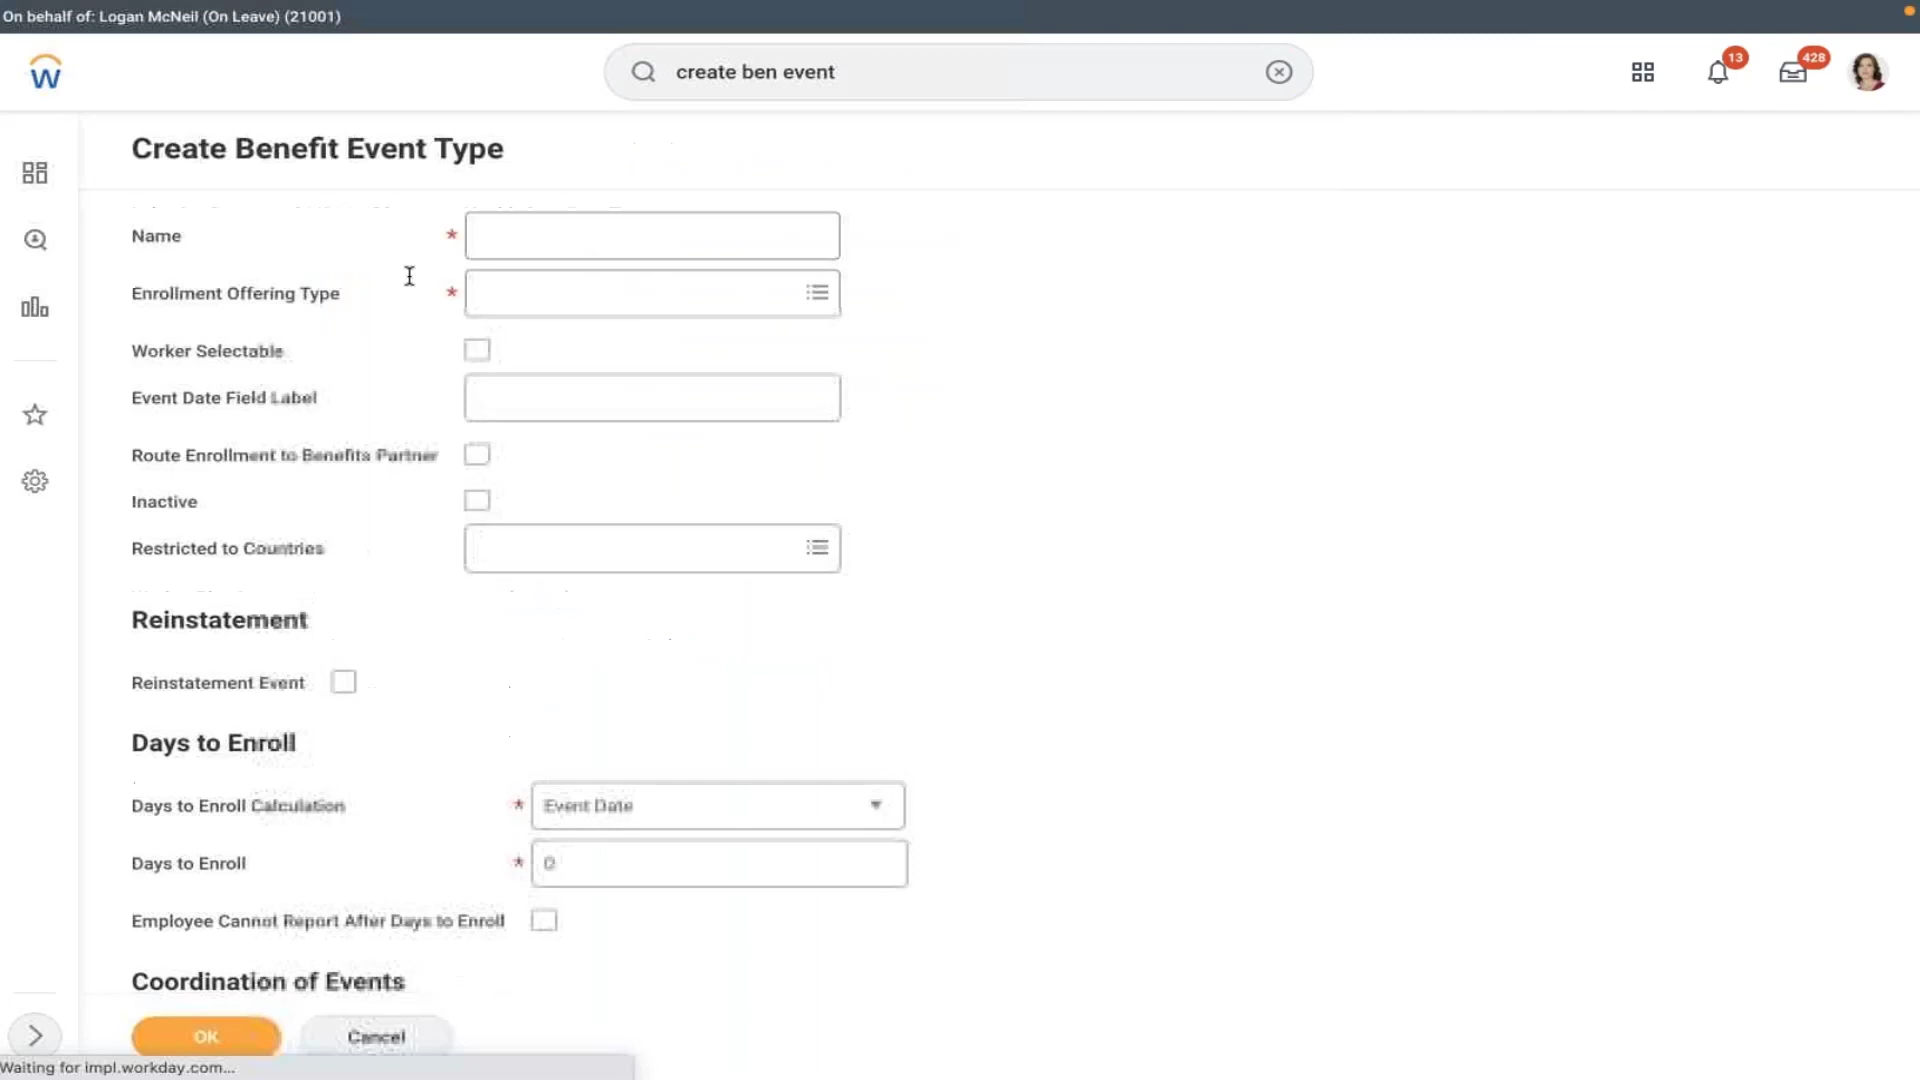 On behalf of: Logan McNeil (On Leave) (21001)
W
create ben event
13
428
Create Benefit Event Type
Name *
Enrollment Offering Type *
Worker Selectable
Event Date Field Label
Route Enrollment to Benefits Partner
Inactive
Restricted to Countries
Reinstatement
Reinstatement Event
Days to Enroll
Days to Enroll Calculation * Event Date
Days to Enroll * 0
Employee Cannot Report After Days to Enroll
Coordination of Events
OK
Cancel
Waiting for impl.workday.com...